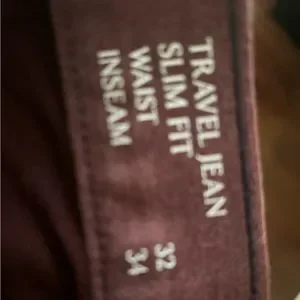 TRAVEL JEAN
SLIM FIT
WAIST 32
INSEAM 34